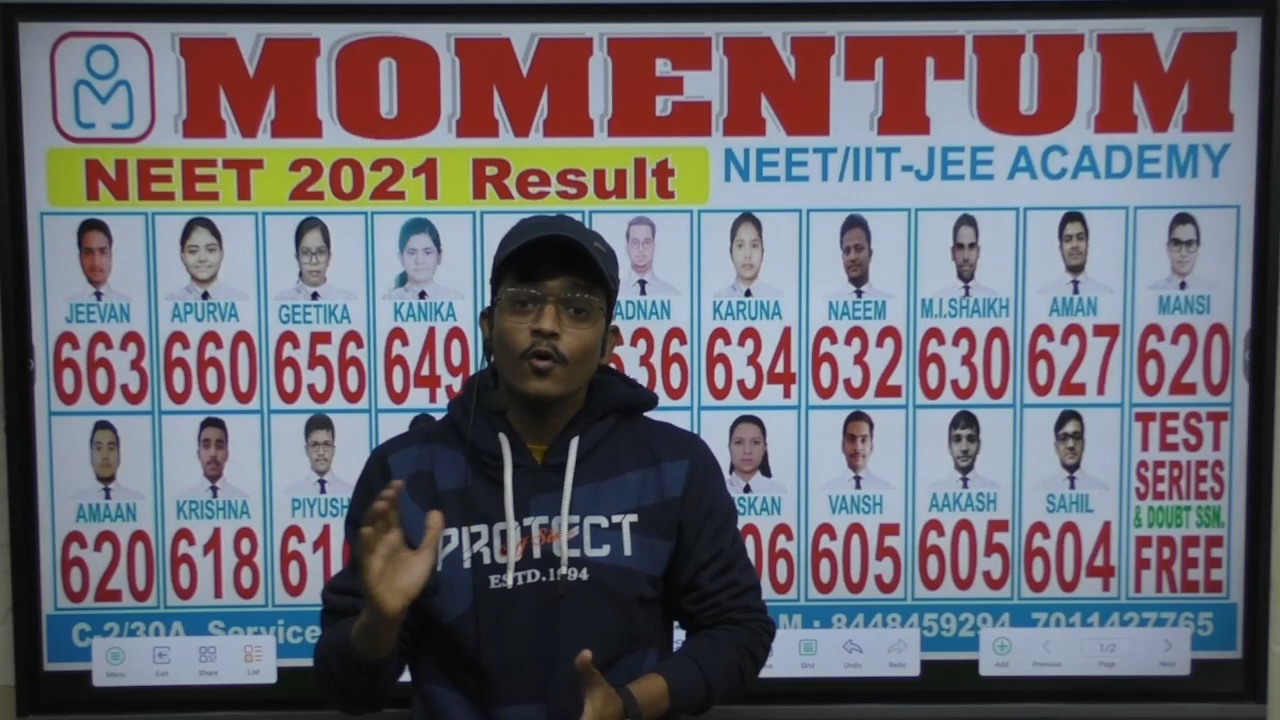 MOMENTUM
NEET 2021 Result
NEET/IIT-JEE ACADEMY
JEEVAN APURVA GEETIKA KANIKA ADNAN KARUNA NAEEM M.I.SHAIKH AMAN MANSI
663 660 656 649 636 634 632 630 627 620
AMAAN KRISHNA PIYUSH SKAN VANSH AAKASH SAHIL
620 618 61 06 605 605 604
TEST
SERIES
& DOUBT SSN.
FREE
PROTECT
ESTD.1994
C-2/30A, Service
M : 8448459294, 7011427765
Menu Exit Share List
Grid Undo Redo
Add Previous 1/2 Page Next